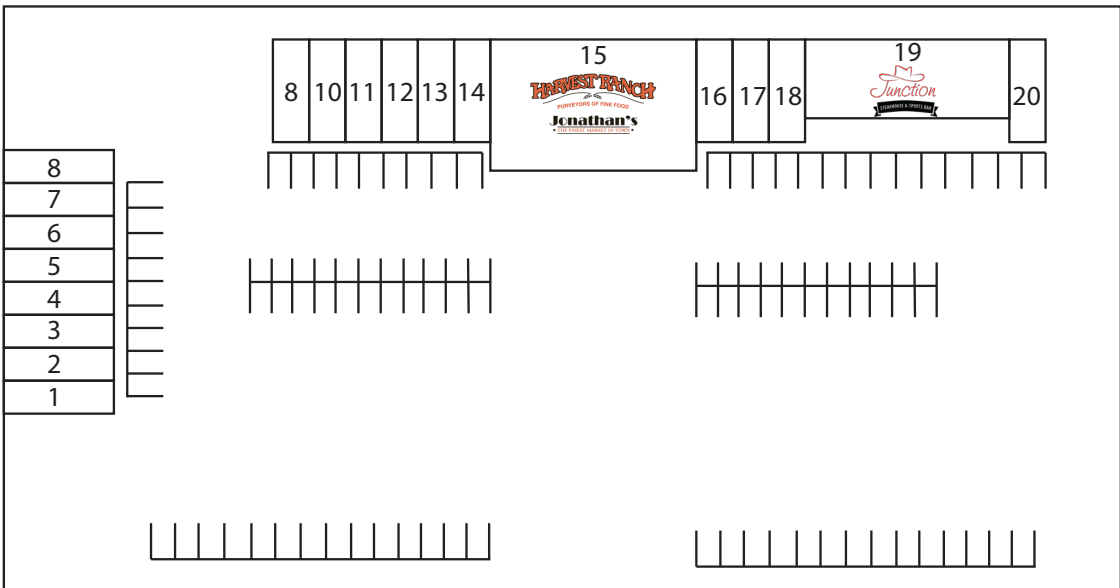 15
HARVEST RANCH
PURVEYORS OF FINE FOOD
Jonathan's
• THE FINEST MARKET IN TOWN •
19
Junction
STEAKHOUSE & SPORTS BAR
8 10 11 12 13 14
16 17 18
20
8
7
6
5
4
3
2
1